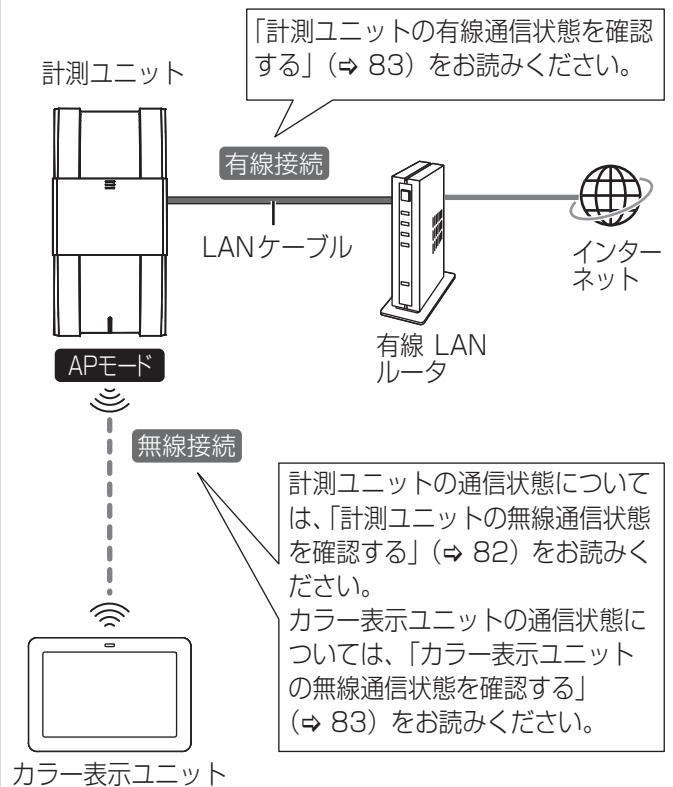 「計測ユニットの有線通信状態を確認
する」(⇨ 83) をお読みください。
計測ユニット
有線接続
LANケーブル
インター
ネット
有線 LAN
ルータ
APモード
無線接続
計測ユニットの通信状態について
は、「計測ユニットの無線通信状態
を確認する」(⇨ 82) をお読みく
ださい。
カラー表示ユニットの通信状態に
ついては、「カラー表示ユニット
の無線通信状態を確認する」
(⇨ 83) をお読みください。
カラー表示ユニット